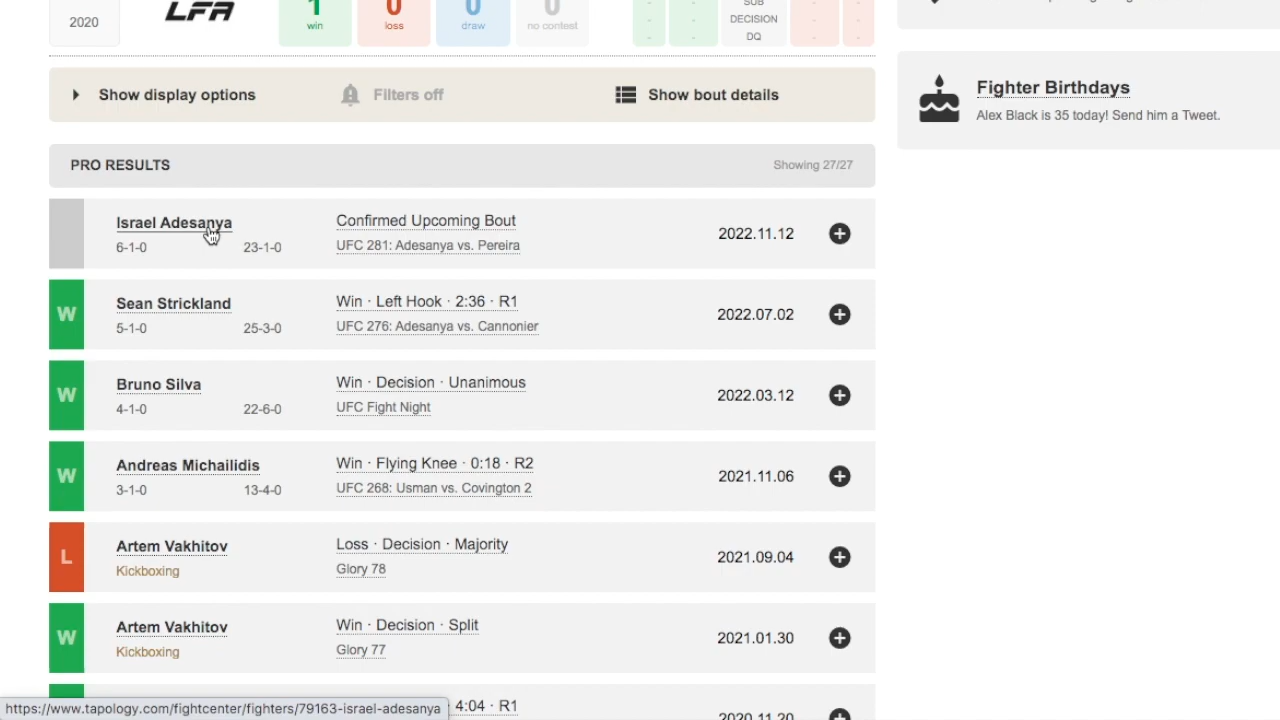 2020
LFA
1
win
0
loss
0
draw
0
no contest
SUB
DECISION
DQ
Show display options
Filters off
Show bout details
Fighter Birthdays
Alex Black is 35 today! Send him a Tweet.
PRO RESULTS
Showing 27/27
Israel Adesanya
6-1-0 23-1-0
Confirmed Upcoming Bout
UFC 281: Adesanya vs. Pereira
2022.11.12
W
Sean Strickland
5-1-0 25-3-0
Win · Left Hook · 2:36 · R1
UFC 276: Adesanya vs. Cannonier
2022.07.02
W
Bruno Silva
4-1-0 22-6-0
Win · Decision · Unanimous
UFC Fight Night
2022.03.12
W
Andreas Michailidis
3-1-0 13-4-0
Win · Flying Knee · 0:18 · R2
UFC 268: Usman vs. Covington 2
2021.11.06
L
Artem Vakhitov
Kickboxing
Loss · Decision · Majority
Glory 78
2021.09.04
W
Artem Vakhitov
Kickboxing
Win · Decision · Split
Glory 77
2021.01.30
4:04 · R1
2020.11.20
https://www.tapology.com/fightcenter/fighters/79163-israel-adesanya